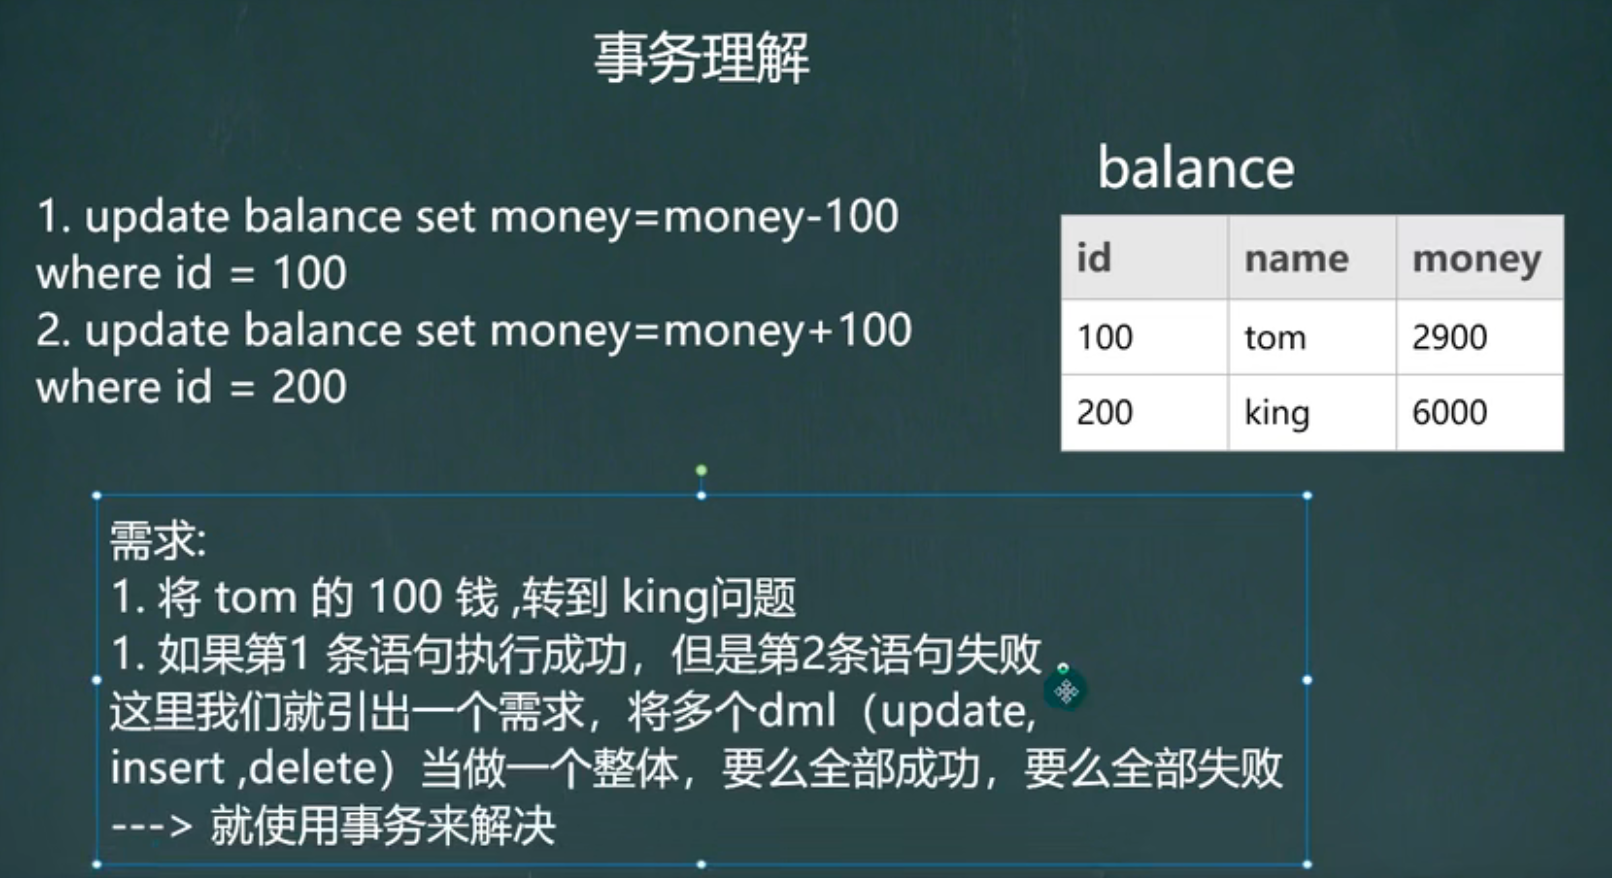 事务理解
1. update balance set money=money-100
where id = 100
2. update balance set money=money+100
where id = 200
balance
id name money
100 tom 2900
200 king 6000
需求:
1. 将 tom 的 100 钱 ,转到 king问题
1. 如果第1 条语句执行成功，但是第2条语句失败 。
这里我们就引出一个需求，将多个dml（update,
insert ,delete）当做一个整体，要么全部成功，要么全部失败
---> 就使用事务来解决